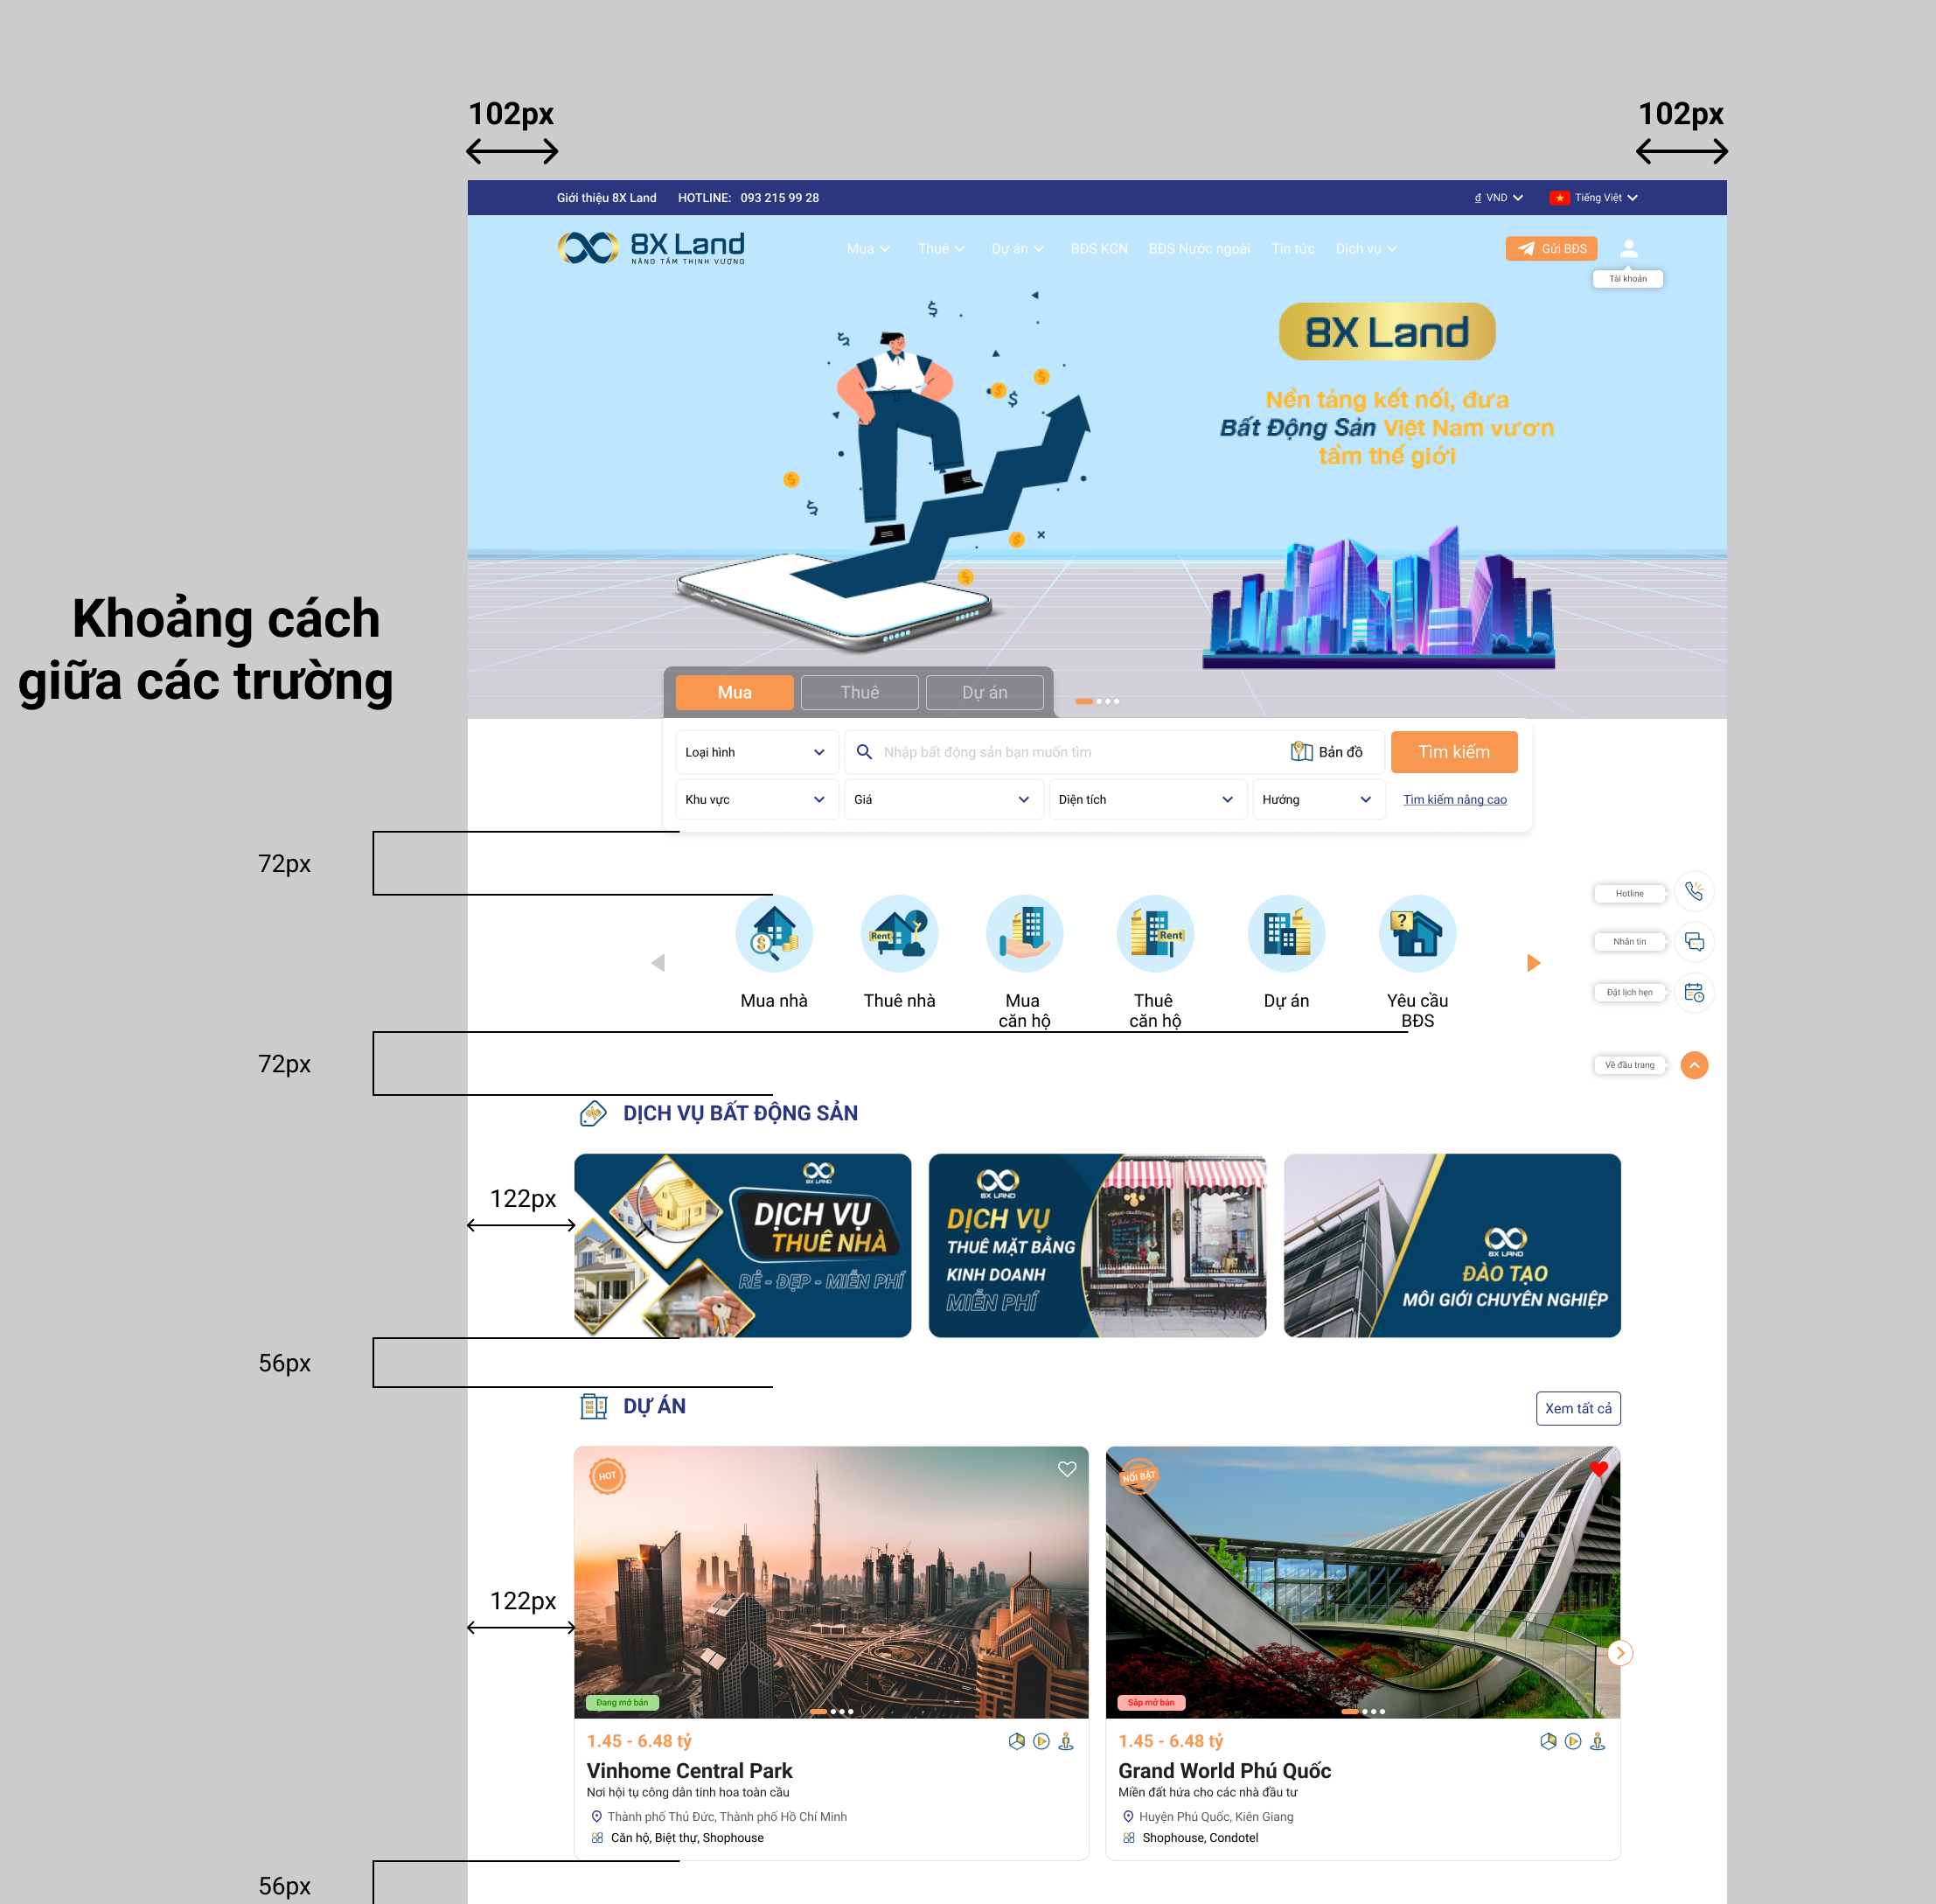 102px
102px
Giới thiệu 8X Land
HOTLINE: 093 215 99 28
₫ VND
Tiếng Việt
8X Land
NÂNG TẦM THỊNH VƯỢNG
Mua
Thuê
Dự án
BĐS KCN
BĐS Nước ngoài
Tin tức
Dịch vụ
Gửi BĐS
Tài khoản
8X Land
Nền tảng kết nối, đưa
Bất Động Sản Việt Nam vươn
tầm thế giới
Khoảng cách
giữa các trường
Mua
Thuê
Dự án
Loại hình
Nhập bất động sản bạn muốn tìm
Bản đồ
Tìm kiếm
Khu vực
Giá
Diện tích
Hướng
Tìm kiếm nâng cao
72px
Hotline
Nhắn tin
Đặt lịch hẹn
Rent
Rent
Mua nhà
Thuê nhà
Mua
căn hộ
Thuê
căn hộ
Dự án
Yêu cầu
BĐS
72px
Về đầu trang
DỊCH VỤ BẤT ĐỘNG SẢN
122px
8X LAND
DỊCH VỤ
THUÊ NHÀ
RẺ - ĐẸP - MIỄN PHÍ
8X LAND
DỊCH VỤ
THUÊ MẶT BẰNG
KINH DOANH
MIỄN PHÍ
8X LAND
ĐÀO TẠO
MÔI GIỚI CHUYÊN NGHIỆP
56px
DỰ ÁN
Xem tất cả
122px
HOT
Đang mở bán
1.45 - 6.48 tỷ
Vinhome Central Park
Nơi hội tụ công dân tinh hoa toàn cầu
Thành phố Thủ Đức, Thành phố Hồ Chí Minh
Căn hộ, Biệt thự, Shophouse
NỔI BẬT
Sắp mở bán
1.45 - 6.48 tỷ
Grand World Phú Quốc
Miền đất hứa cho các nhà đầu tư
Huyện Phú Quốc, Kiên Giang
Shophouse, Condotel
56px